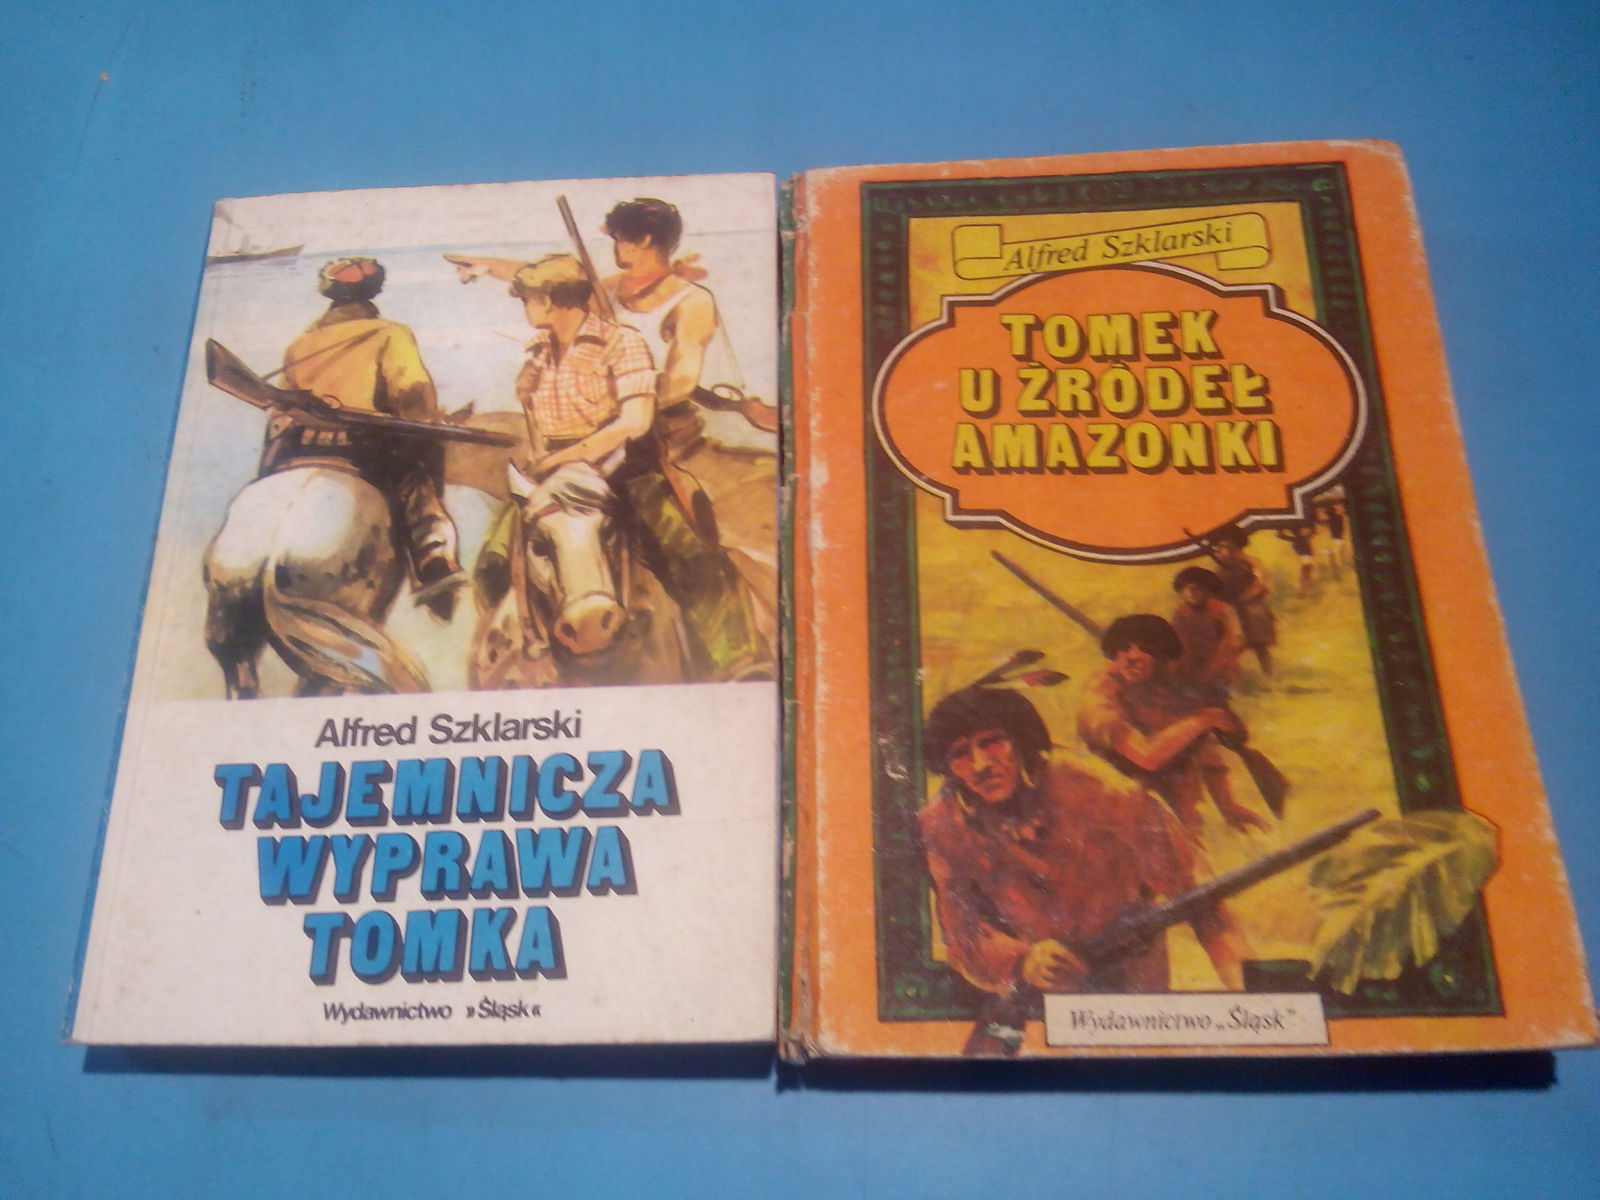 Alfred Szklarski
TAJEMNICZA
WYPRAWA
TOMKA
Wydawnictwo »Śląsk«
Alfred Szklarski
TOMEK
U ŹRÓDEŁ
AMAZONKI
Wydawnictwo „Śląsk”